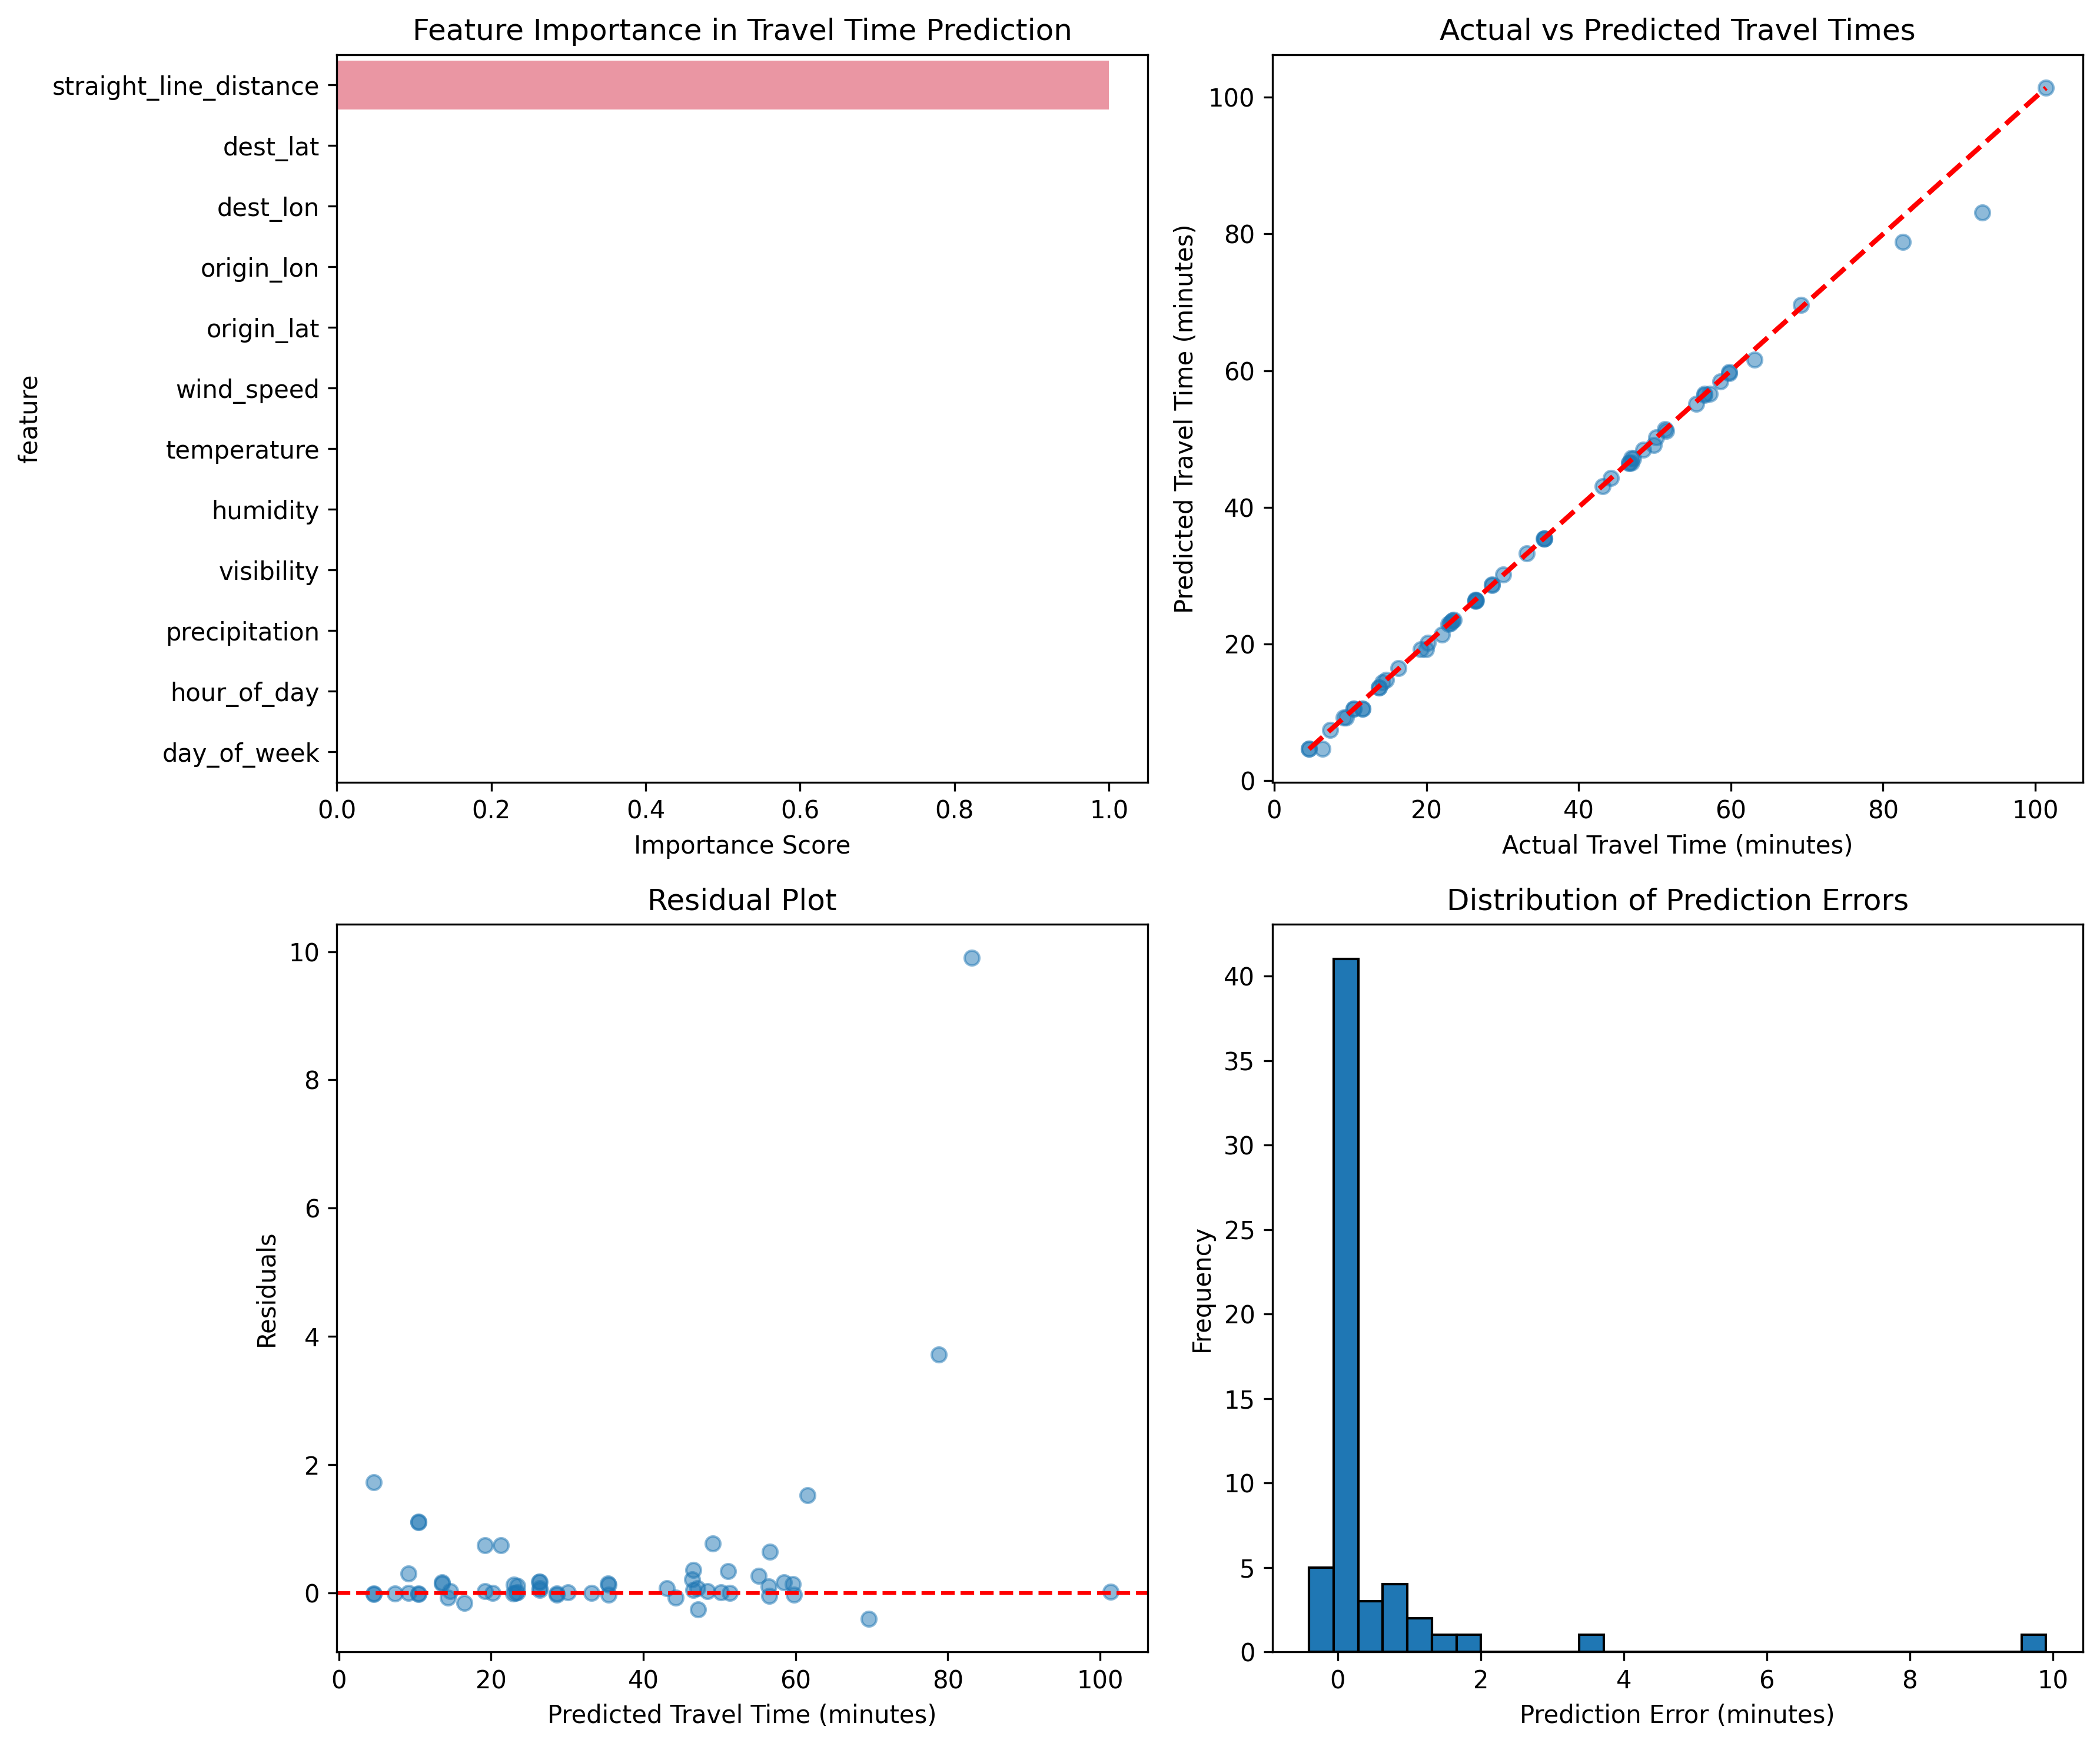 Feature Importance in Travel Time Prediction
feature
straight_line_distance
dest_lat
dest_lon
origin_lon
origin_lat
wind_speed
temperature
humidity
visibility
precipitation
hour_of_day
day_of_week
0.0 0.2 0.4 0.6 0.8 1.0
Importance Score
Actual vs Predicted Travel Times
Predicted Travel Time (minutes)
100
80
60
40
20
0
0 20 40 60 80 100
Actual Travel Time (minutes)
Residual Plot
Residuals
10
8
6
4
2
0
0 20 40 60 80 100
Predicted Travel Time (minutes)
Distribution of Prediction Errors
Frequency
40
35
30
25
20
15
10
5
0
0 2 4 6 8 10
Prediction Error (minutes)